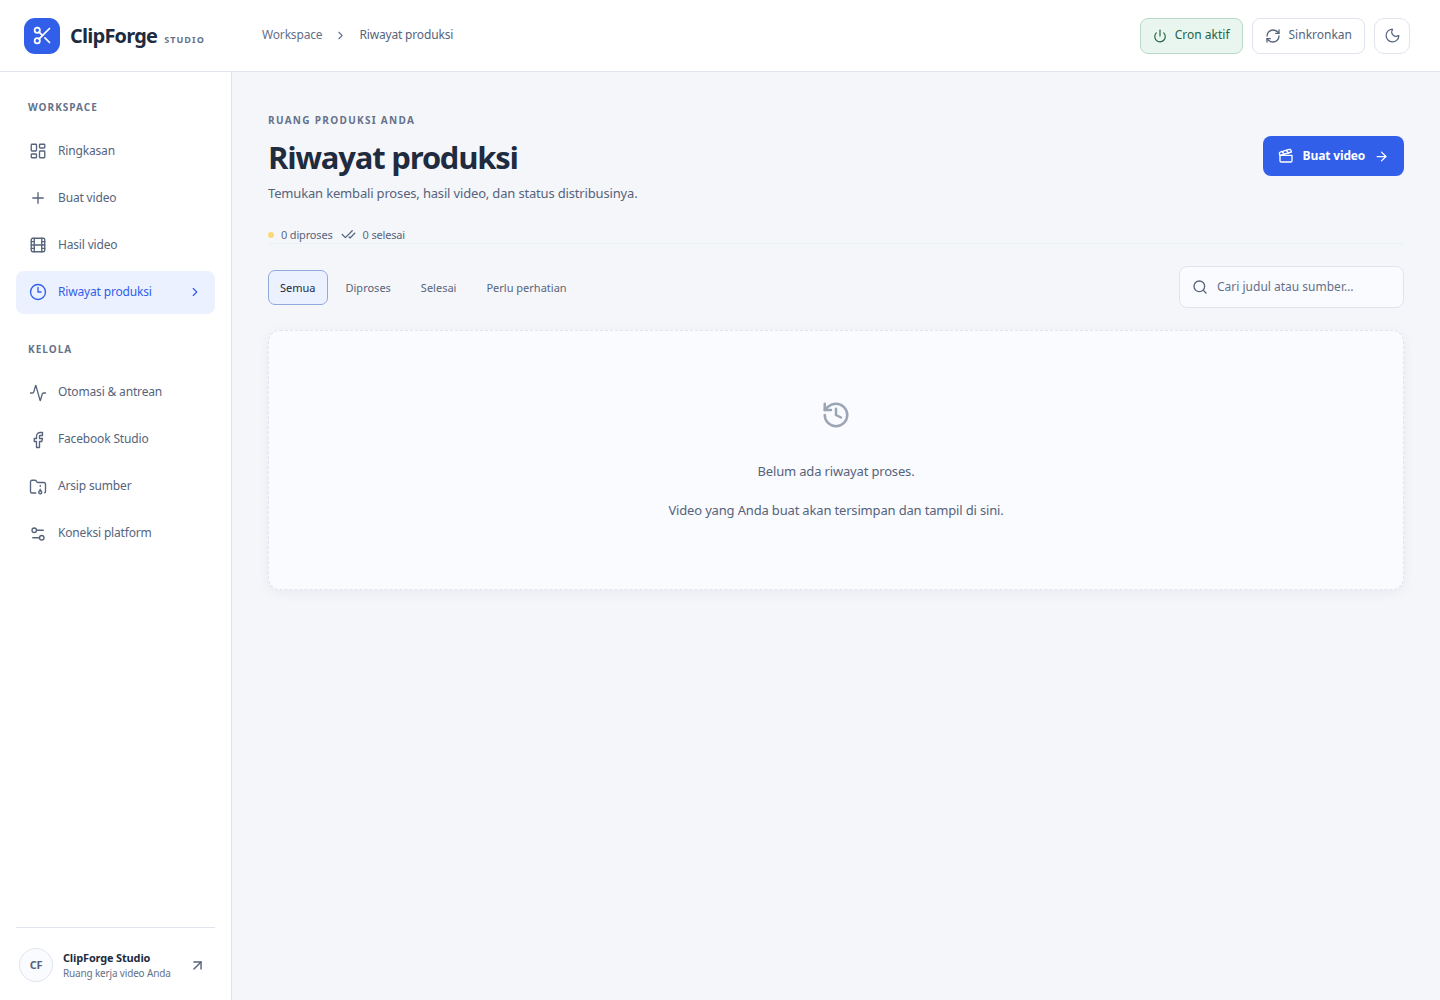 ClipForge STUDIO
Workspace Riwayat produksi
Cron aktif
Sinkronkan
WORKSPACE
Ringkasan
Buat video
Hasil video
Riwayat produksi
KELOLA
Otomasi & antrean
Facebook Studio
Arsip sumber
Koneksi platform
CF
ClipForge Studio
Ruang kerja video Anda
RUANG PRODUKSI ANDA
Riwayat produksi
Temukan kembali proses, hasil video, dan status distribusinya.
Buat video
0 diproses 0 selesai
Semua Diproses Selesai Perlu perhatian
Cari judul atau sumber...
Belum ada riwayat proses.
Video yang Anda buat akan tersimpan dan tampil di sini.